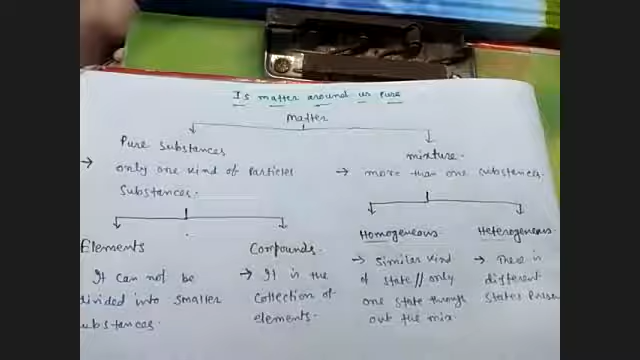 Is matter around us Pure
Matter
Pure Substances
→ only one kind of Particles
Substances.
mixture.
→ more than one substances.
Elements
It can not be
divided into smaller
substances.
Compounds.
→ It is the
collection of
elements.
Homogeneous
→ Similar kind
of state // only
one state through
out the mix.
Heterogeneous
→ There is
different
States Present